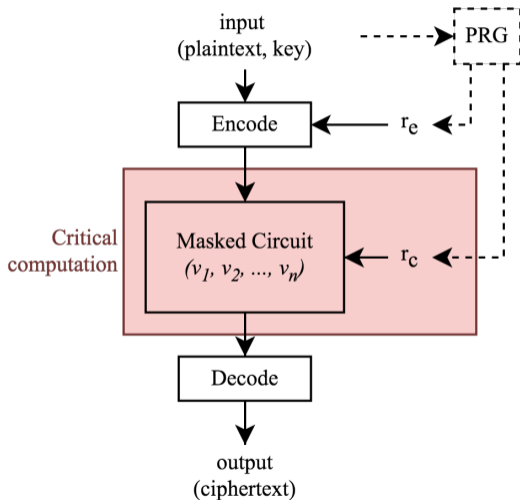 input
(plaintext, key)
PRG
Encode
r_e
Critical
computation
Masked Circuit
(v_1, v_2, ..., v_n)
r_c
Decode
output
(ciphertext)